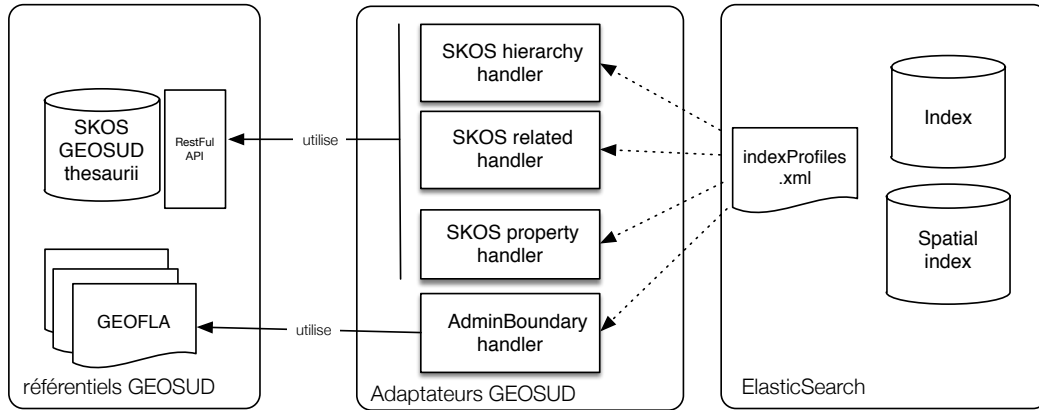 SKOS
GEOSUD
thesaurii
RestFul
API
GEOFLA
référentiels GEOSUD
utilise
utilise
SKOS hierarchy
handler
SKOS related
handler
SKOS property
handler
AdminBoundary
handler
Adaptateurs GEOSUD
indexProfiles
.xml
Index
Spatial
index
ElasticSearch